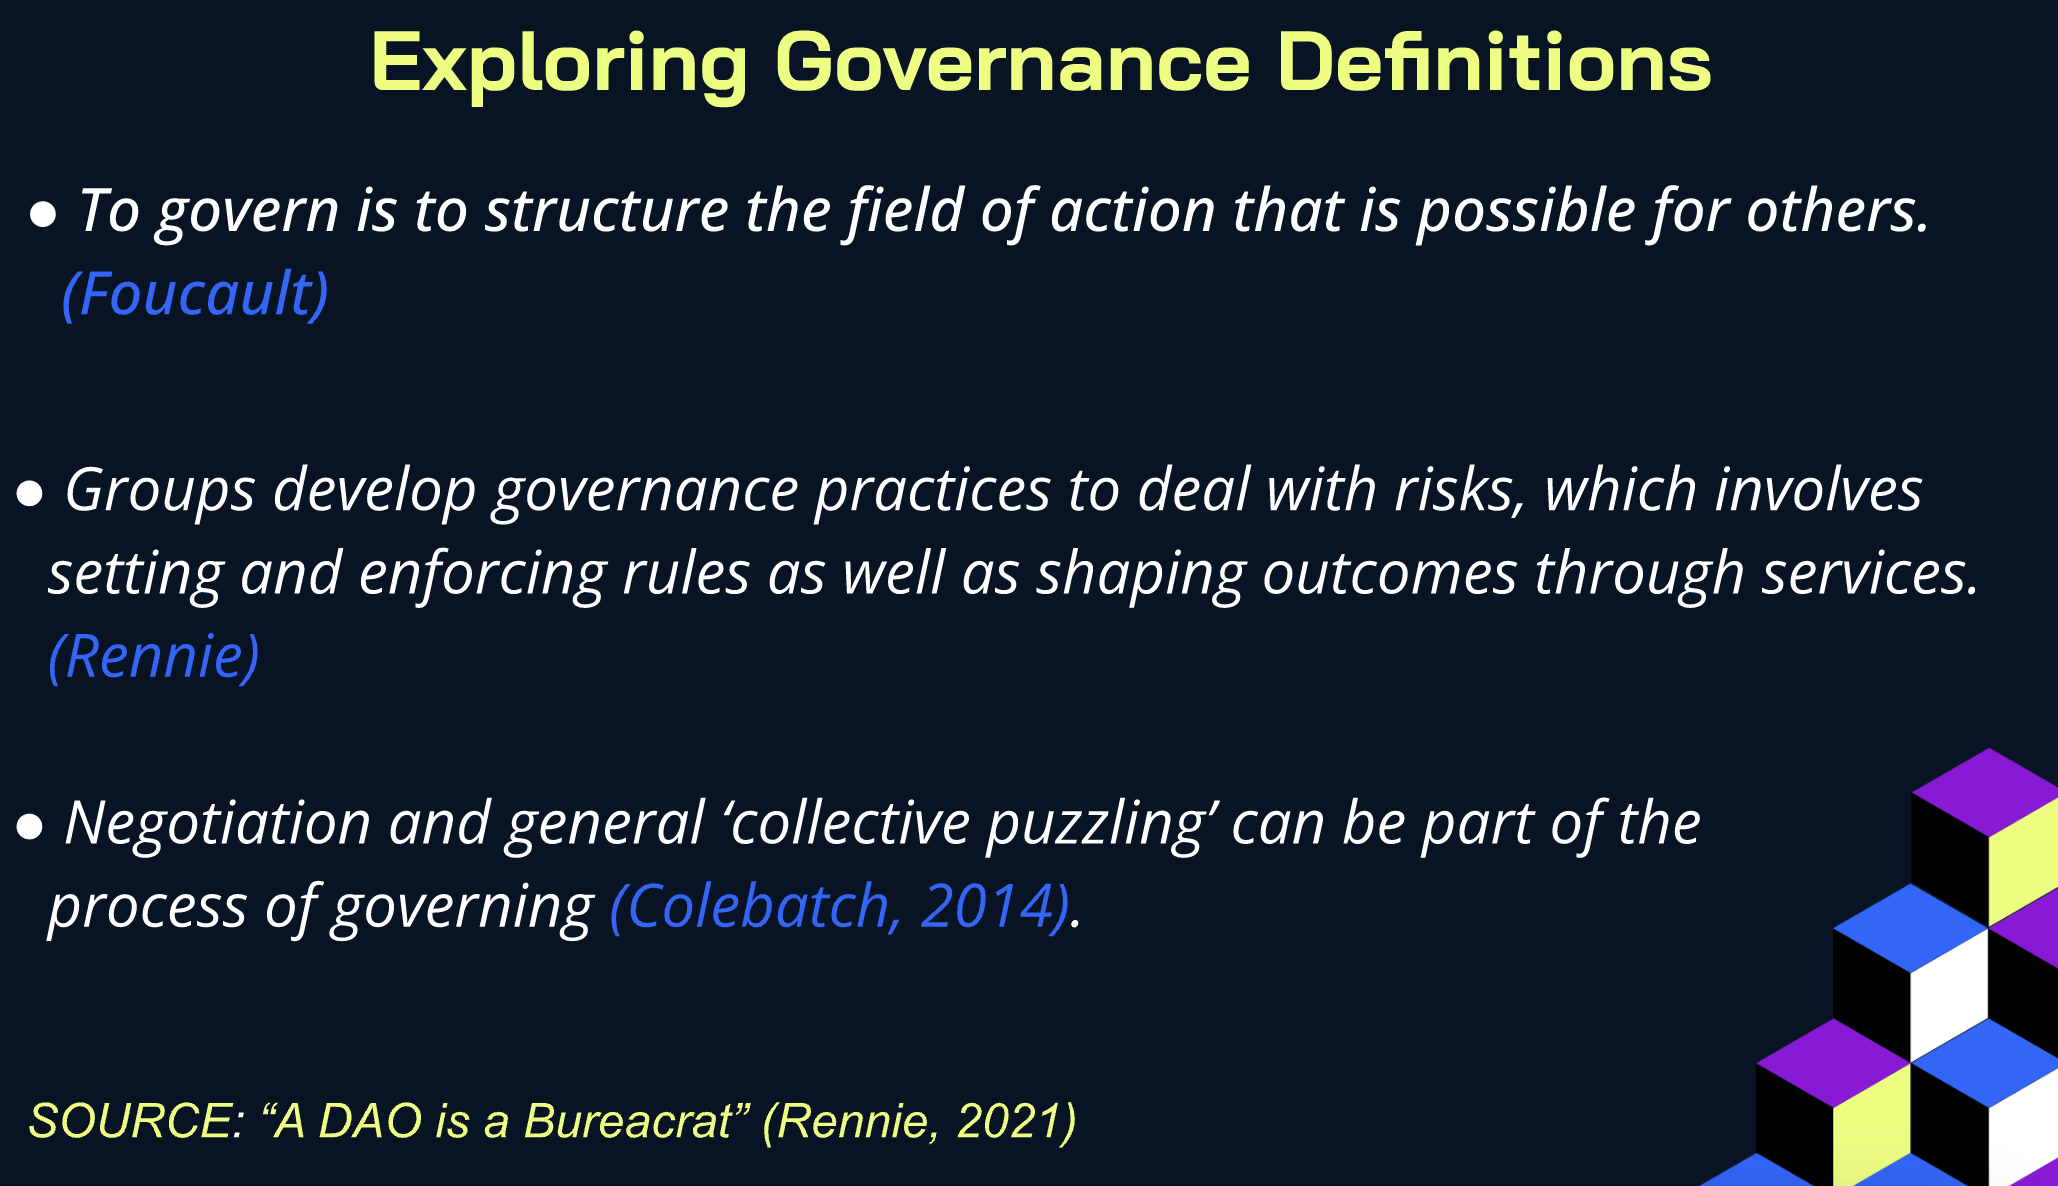 Exploring Governance Definitions
● To govern is to structure the field of action that is possible for others.
(Foucault)
● Groups develop governance practices to deal with risks, which involves
setting and enforcing rules as well as shaping outcomes through services.
(Rennie)
● Negotiation and general ‘collective puzzling’ can be part of the
process of governing (Colebatch, 2014).
SOURCE: “A DAO is a Bureacrat” (Rennie, 2021)